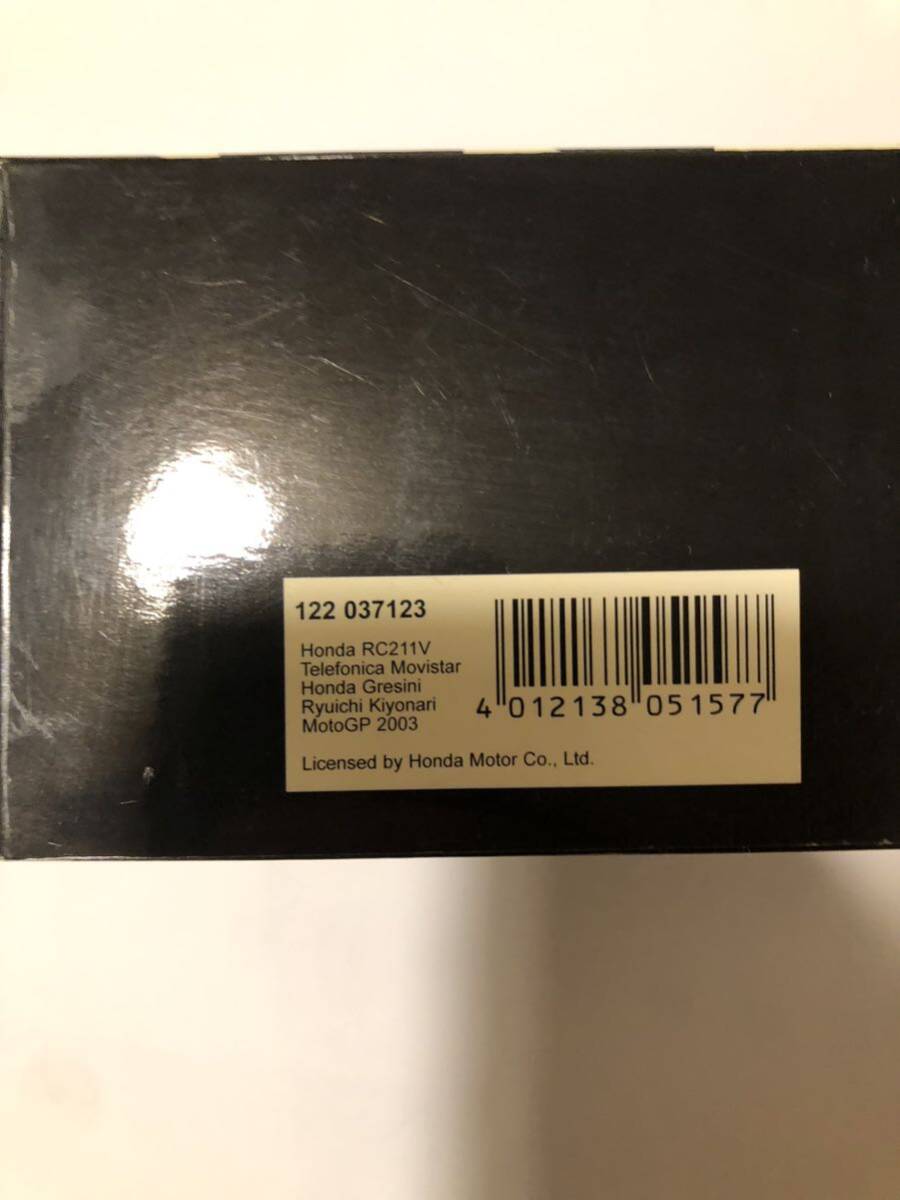 122 037123
Honda RC211V
Telefonica Movistar
Honda Gresini
Ryuichi Kiyonari
MotoGP 2003
Licensed by Honda Motor Co., Ltd.
4 012138 051577